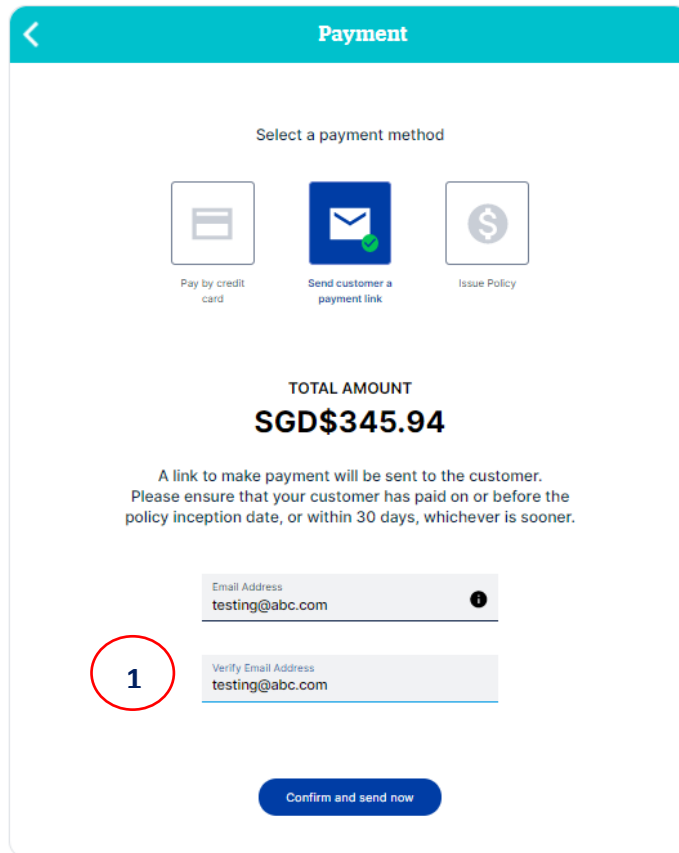 Payment
Select a payment method
Pay by credit
card
Send customer a
payment link
Issue Policy
TOTAL AMOUNT
SGD$345.94
A link to make payment will be sent to the customer.
Please ensure that your customer has paid on or before the
policy inception date, or within 30 days, whichever is sooner.
Email Address
testing@abc.com
1
Verify Email Address
testing@abc.com
Confirm and send now